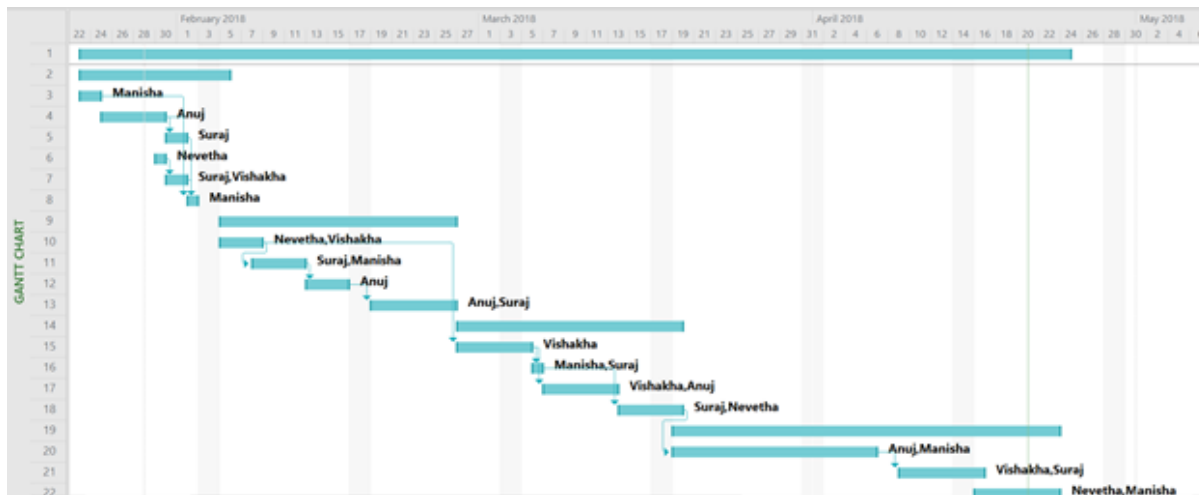 February 2018 March 2018 April 2018 May 2018
22 24 26 28 30 1 3 5 7 9 11 13 15 17 19 21 23 25 27 1 3 5 7 9 11 13 15 17 19 21 23 25 27 29 31 2 4 6 8 10 12 14 16 18 20 22 24 26 28 30 2 4
1
2
3 Manisha
4 Anuj
5 Suraj
6 Nevetha
7 Suraj,Vishakha
8 Manisha
9
10 Nevetha,Vishakha
11 Suraj,Manisha
12 Anuj
13 Anuj,Suraj
14
15 Vishakha
16 Manisha,Suraj
17 Vishakha,Anuj
18 Suraj,Nevetha
19
20 Anuj,Manisha
21 Vishakha,Suraj
22 Nevetha,Manisha
GANTT CHART